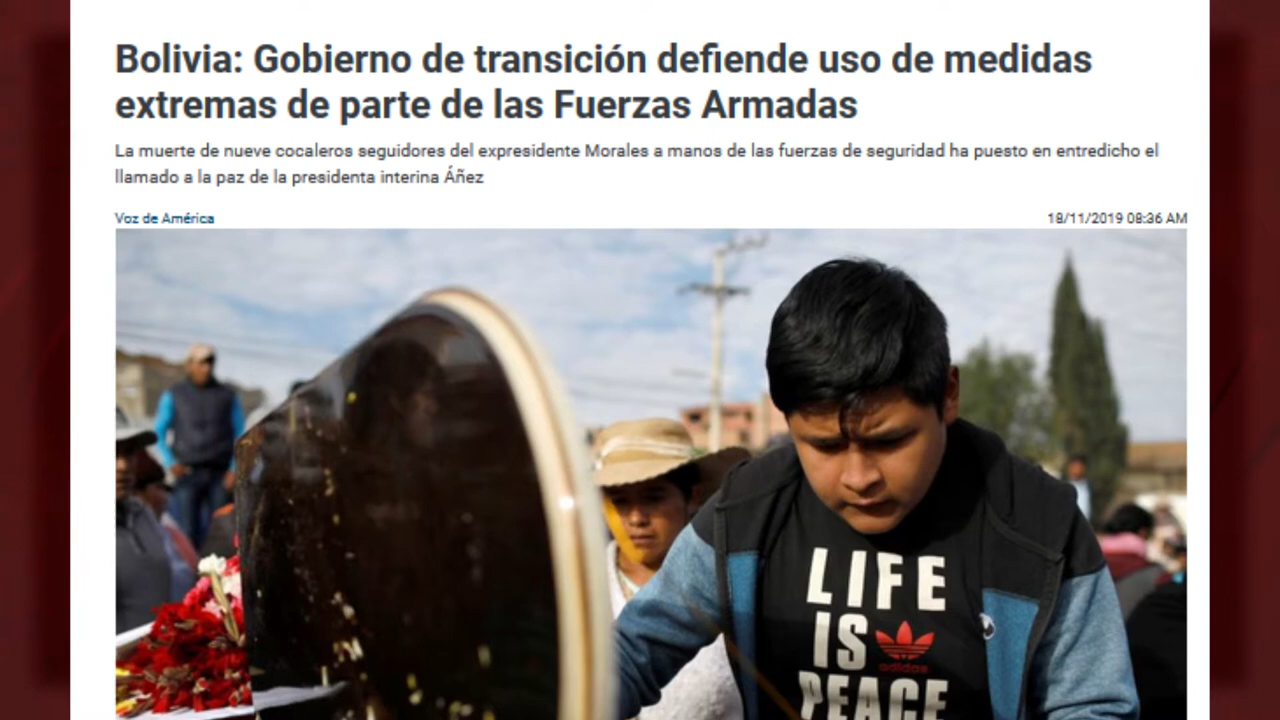 Bolivia: Gobierno de transición defiende uso de medidas
extremas de parte de las Fuerzas Armadas
La muerte de nueve cocaleros seguidores del expresidente Morales a manos de las fuerzas de seguridad ha puesto en entredicho el
llamado a la paz de la presidenta interina Áñez
Voz de América
18/11/2019 08:36 AM
LIFE
IS
adidas
PEACE